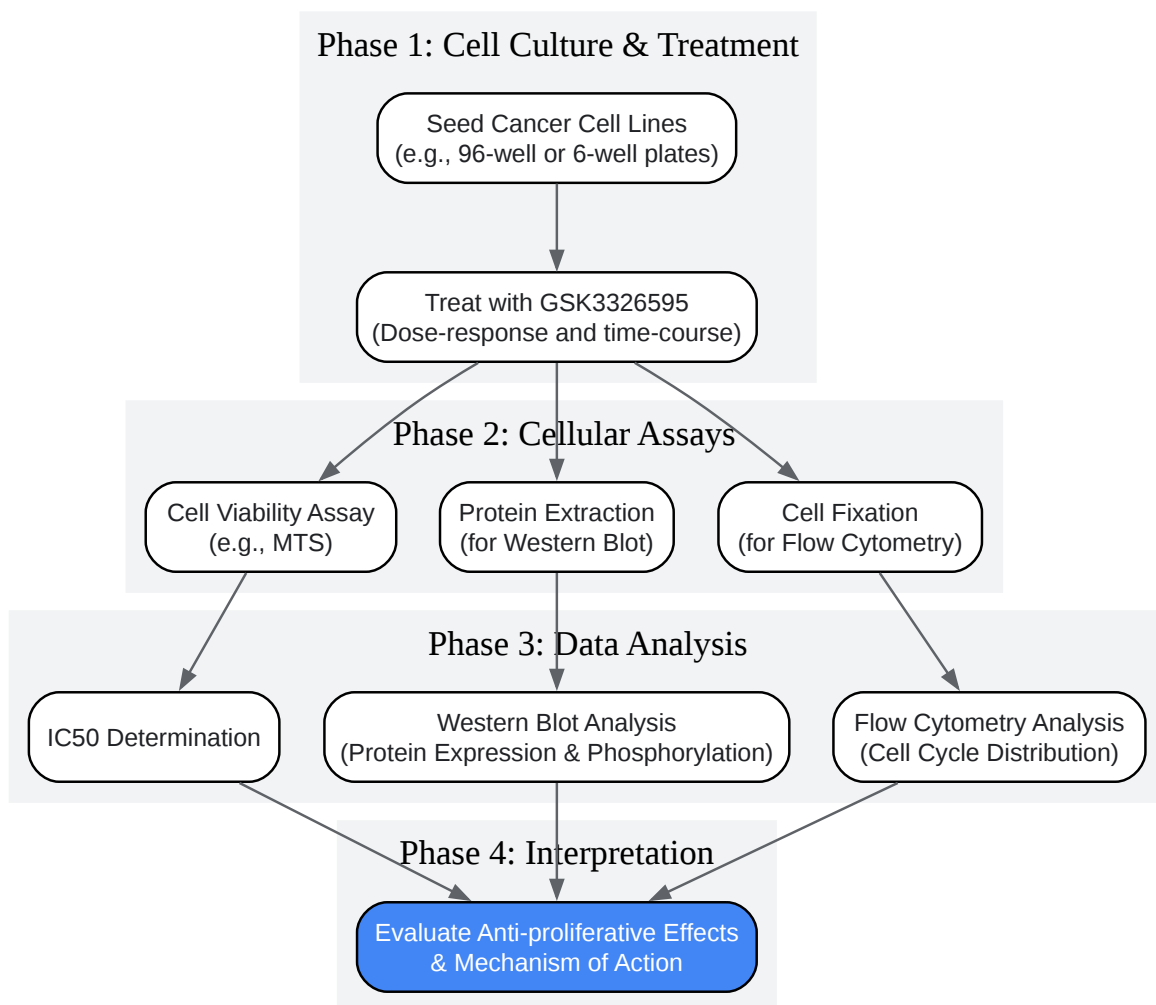 Phase 1: Cell Culture & Treatment
Seed Cancer Cell Lines
(e.g., 96-well or 6-well plates)
Treat with GSK3326595
(Dose-response and time-course)
Phase 2: Cellular Assays
Cell Viability Assay
(e.g., MTS)
Protein Extraction
(for Western Blot)
Cell Fixation
(for Flow Cytometry)
Phase 3: Data Analysis
IC50 Determination
Western Blot Analysis
(Protein Expression & Phosphorylation)
Flow Cytometry Analysis
(Cell Cycle Distribution)
Phase 4: Interpretation
Evaluate Anti-proliferative Effects
& Mechanism of Action